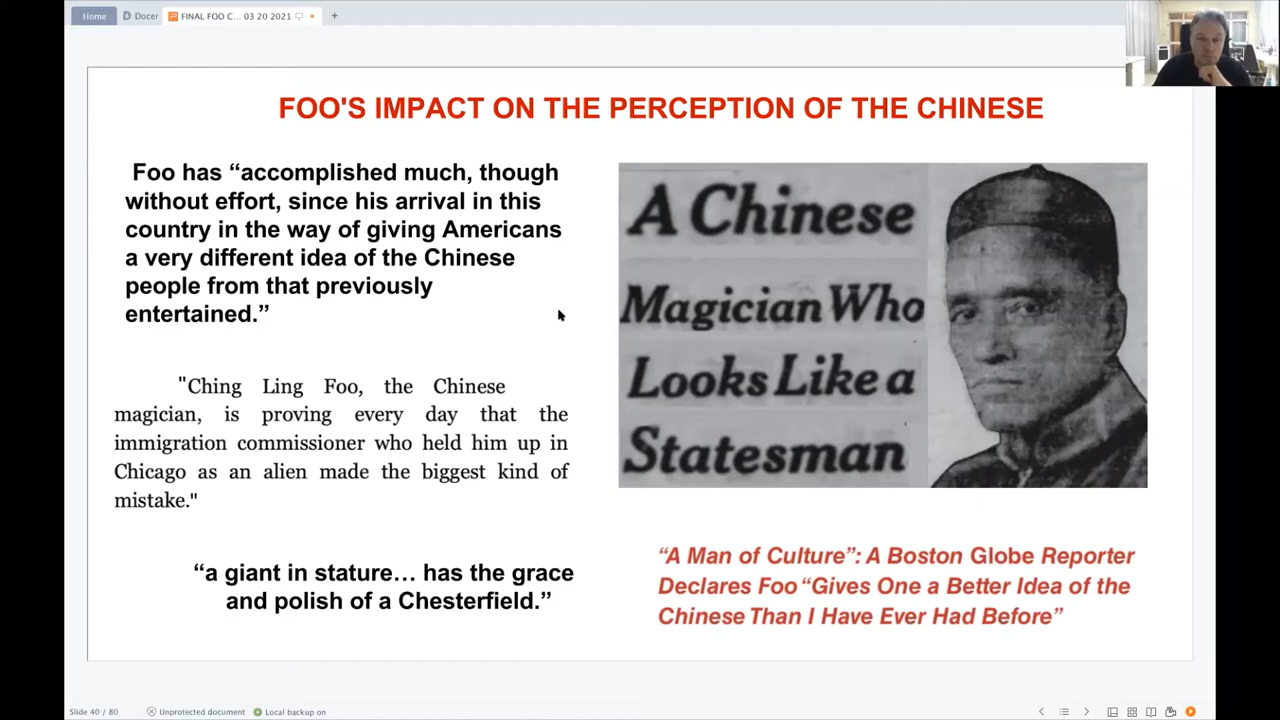 Home
Docer
FINAL FOO C... 03 20 2021
FOO'S IMPACT ON THE PERCEPTION OF THE CHINESE
Foo has “accomplished much, though
without effort, since his arrival in this
country in the way of giving Americans
a very different idea of the Chinese
people from that previously
entertained.”
"Ching Ling Foo, the Chinese
magician, is proving every day that the
immigration commissioner who held him up in
Chicago as an alien made the biggest kind of
mistake."
“a giant in stature… has the grace
and polish of a Chesterfield.”
A Chinese
Magician Who
Looks Like a
Statesman
“A Man of Culture”: A Boston Globe Reporter
Declares Foo “Gives One a Better Idea of the
Chinese Than I Have Ever Had Before”
Slide 40 / 80
Unprotected document
Local backup on